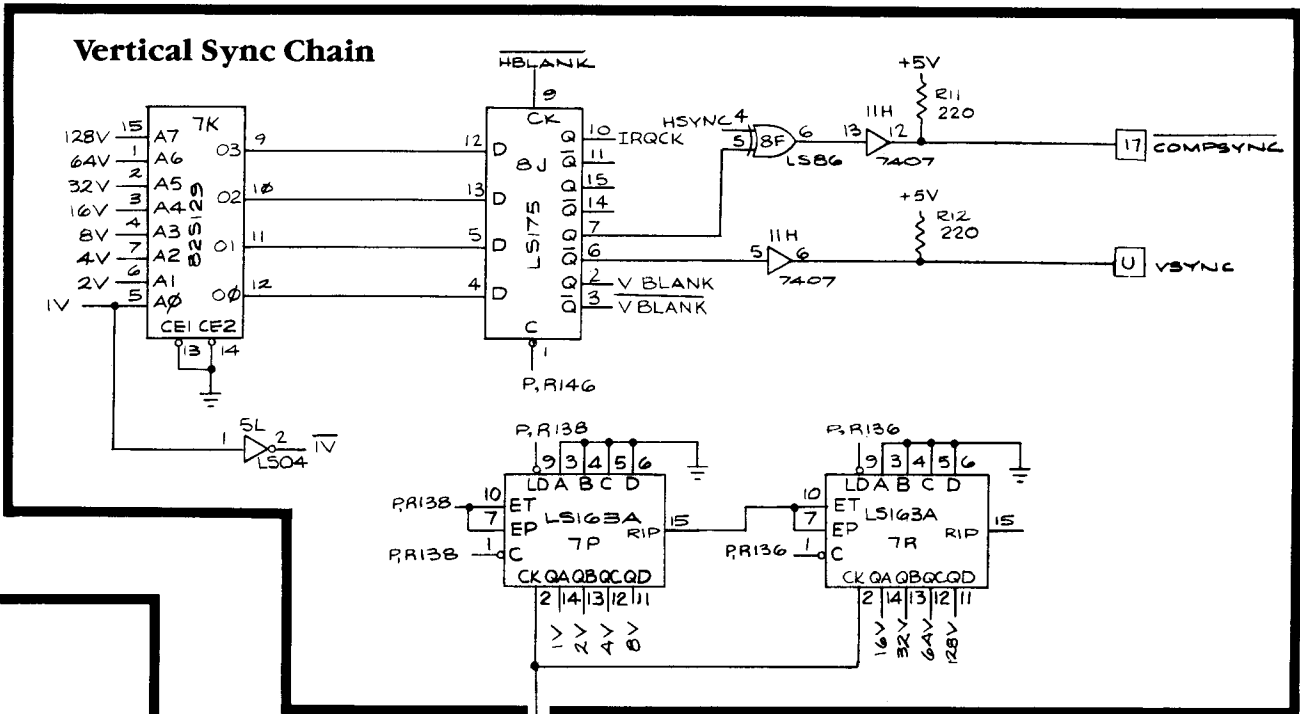 Vertical Sync Chain
HBLANK
9
CK
7K
82S129
128V 15 A7
64V 1 A6
32V 2 A5
16V 3 A4
8V 4 A3
4V 7 A2
2V 6 A1
1V 5 AØ
O3 9
O2 1Ø
O1 11
OØ 12
CE1 CE2
13 14
1 5L 2 1V
LS04
8J
LS175
12 D
13 D
5 D
4 D
Q 10 IRQCK
Q 11
Q 15
Q 14
Q 7
Q 6
Q 2 V BLANK
Q 3 V BLANK
C
1
P,R146
HSYNC 4
5 8F 6
LS86
13 11H 12
7407
+5V
R11
220
17 COMPSYNC
5 11H 6
7407
+5V
R12
220
U VSYNC
P,R138
9 3 4 5 6
LD A B C D
P,R138 10 ET
7 EP
P,R138 1 C
LS163A
7P
RIP 15
CK QA QB QC QD
2 14 13 12 11
1V 2V 4V 8V
P,R136
9 3 4 5 6
LD A B C D
10 ET
7 EP
P,R136 1 C
LS163A
7R
RIP 15
CK QA QB QC QD
2 14 13 12 11
16V 32V 64V 128V